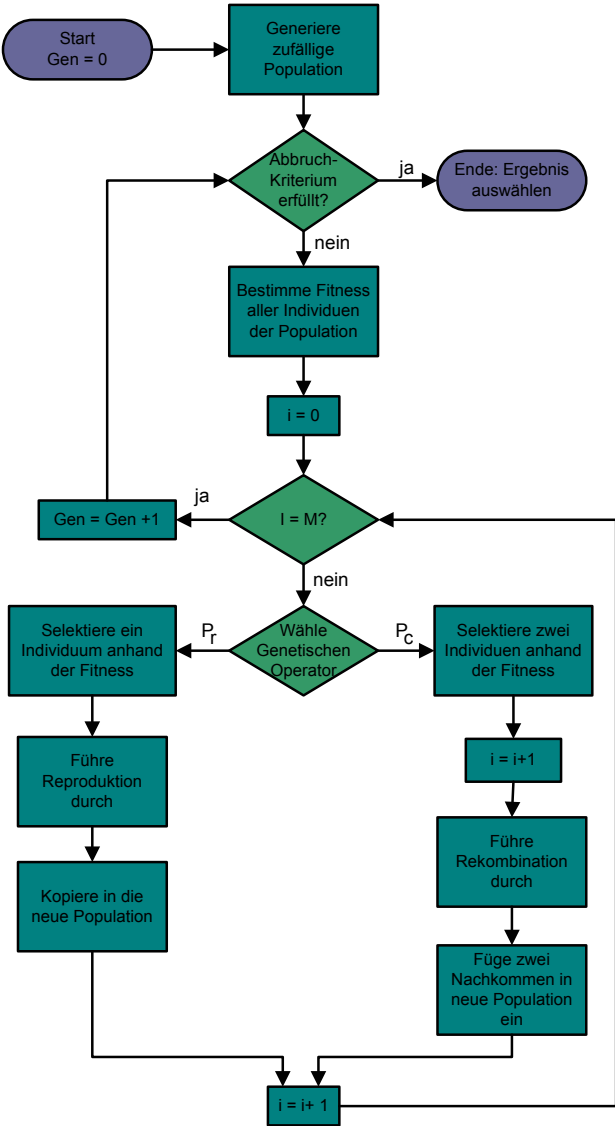 Start
Gen = 0
Generiere
zufällige
Population
Abbruch-
Kriterium
erfüllt?
ja
Ende: Ergebnis
auswählen
nein
Bestimme Fitness
aller Individuen
der Population
i = 0
I = M?
ja
Gen = Gen +1
nein
Wähle
Genetischen
Operator
Pr
Pc
Selektiere ein
Individuum anhand
der Fitness
Selektiere zwei
Individuen anhand
der Fitness
Führe
Reproduktion
durch
i = i+1
Kopiere in die
neue Population
Führe
Rekombination
durch
Füge zwei
Nachkommen in
neue Population
ein
i = i+ 1